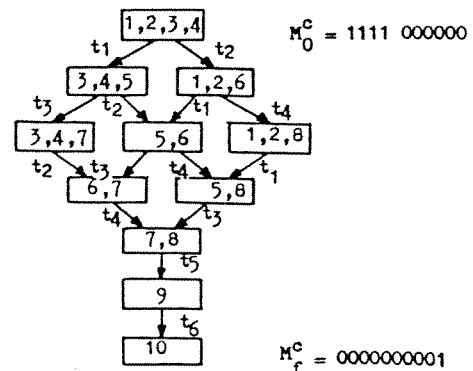 1,2,3,4
M₀ᶜ = 1111 000000
t₁ t₂
3,4,5 1,2,6
t₃ t₂ t₁ t₄
3,4,7 5,6 1,2,8
t₂ t₃ t₄ t₁
6,7 5,8
t₄ t₃
7,8
t₅
9
t₆
10
M_fᶜ = 0000000001